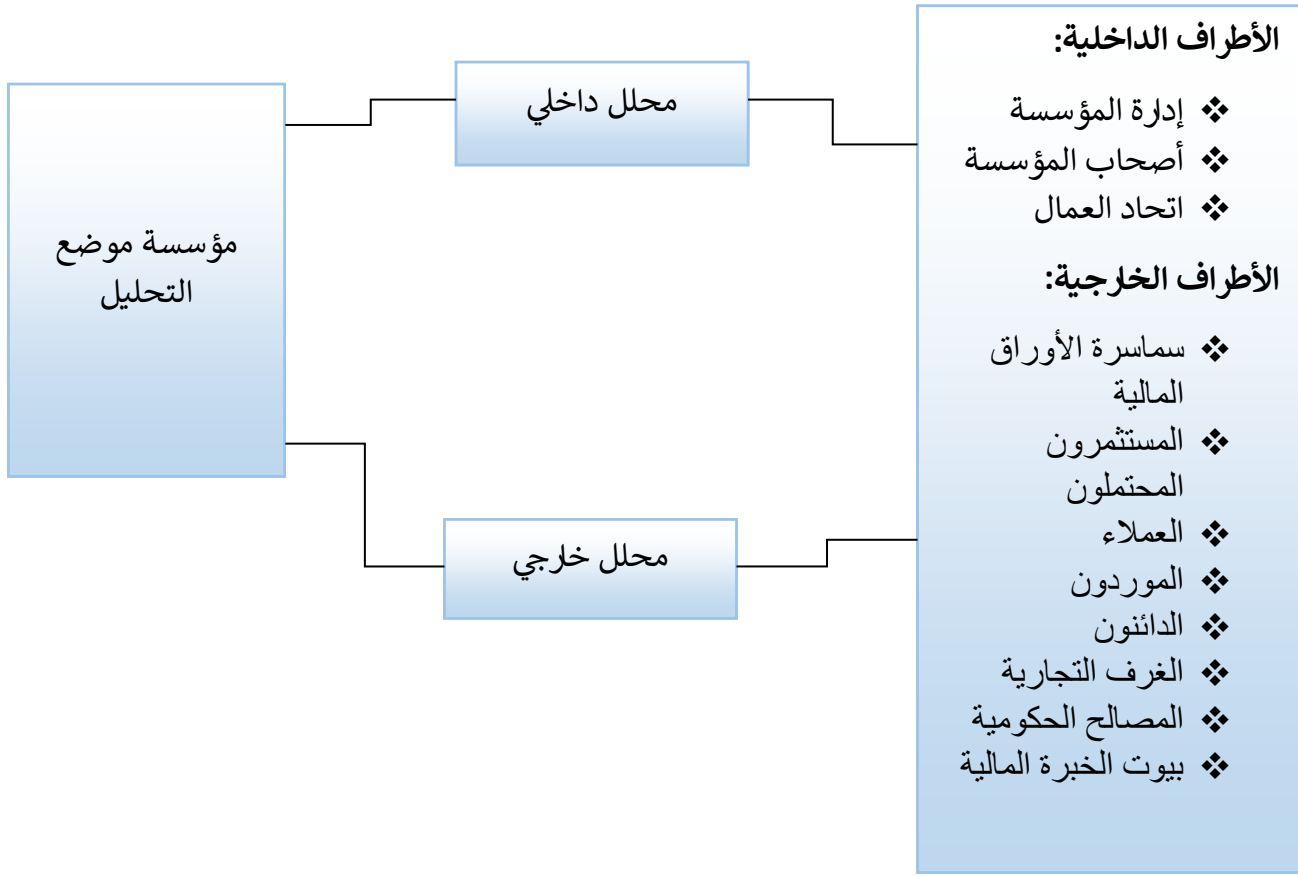 الأطراف الداخلية:
❖ إدارة المؤسسة
❖ أصحاب المؤسسة
❖ اتحاد العمال
الأطراف الخارجية:
❖ سماسرة الأوراق
المالية
❖ المستثمرون
المحتملون
❖ العملاء
❖ الموردون
❖ الدائنون
❖ الغرف التجارية
❖ المصالح الحكومية
❖ بيوت الخبرة المالية
محلل داخلي
محلل خارجي
مؤسسة موضع
التحليل